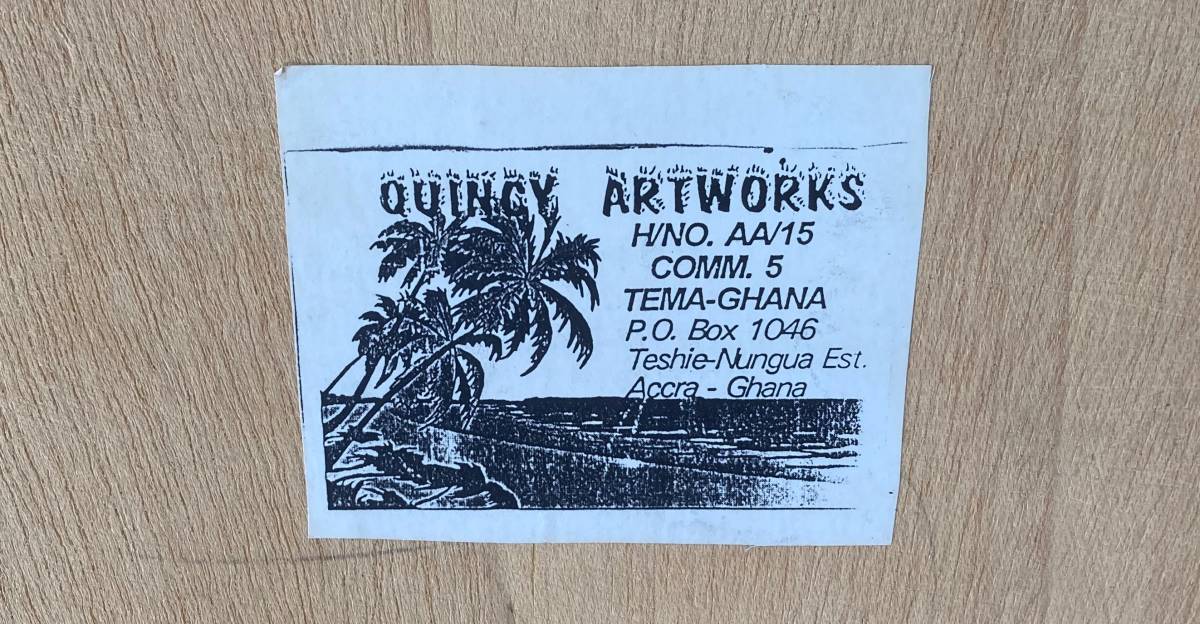 QUINCY ARTWORKS
H/NO. AA/15
COMM. 5
TEMA-GHANA
P.O. Box 1046
Teshie-Nungua Est.
Accra - Ghana